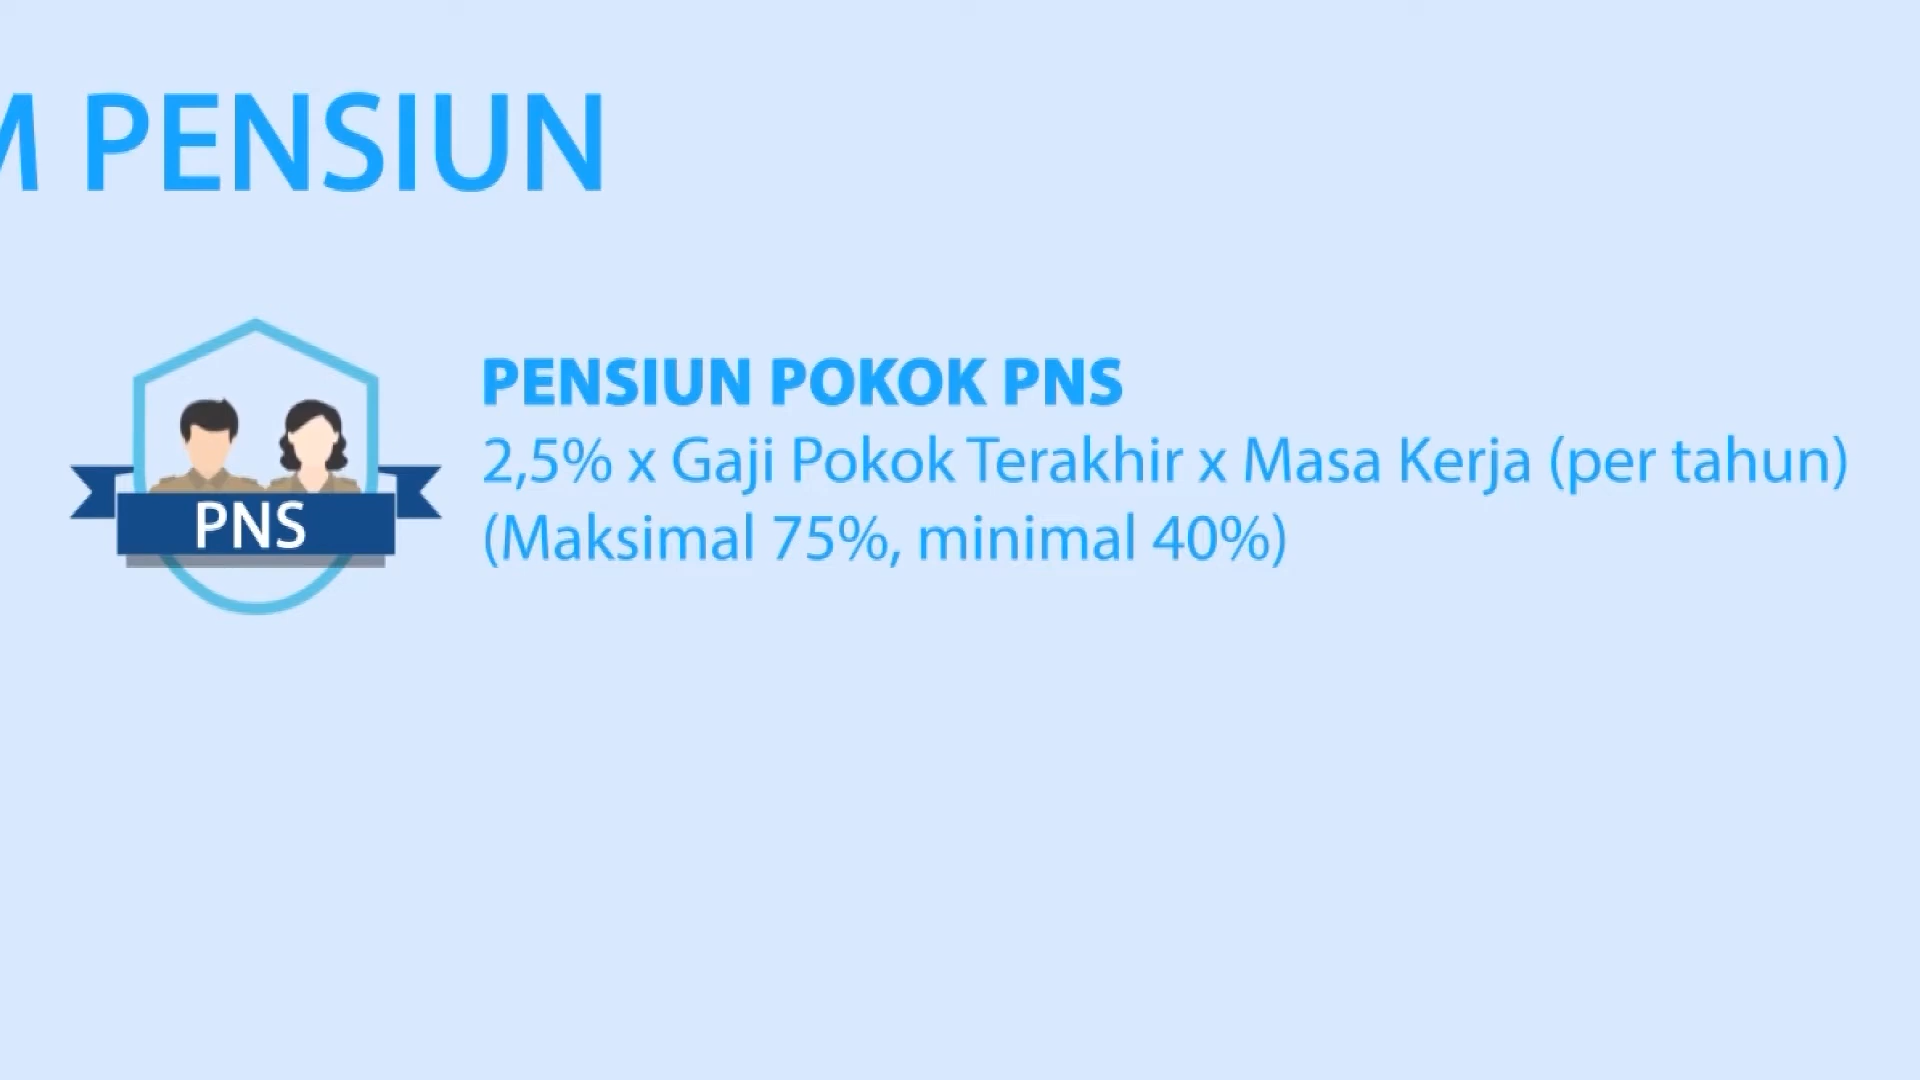 M PENSIUN
PENSIUN POKOK PNS
2,5% x Gaji Pokok Terakhir x Masa Kerja (per tahun)
(Maksimal 75%, minimal 40%)
PNS